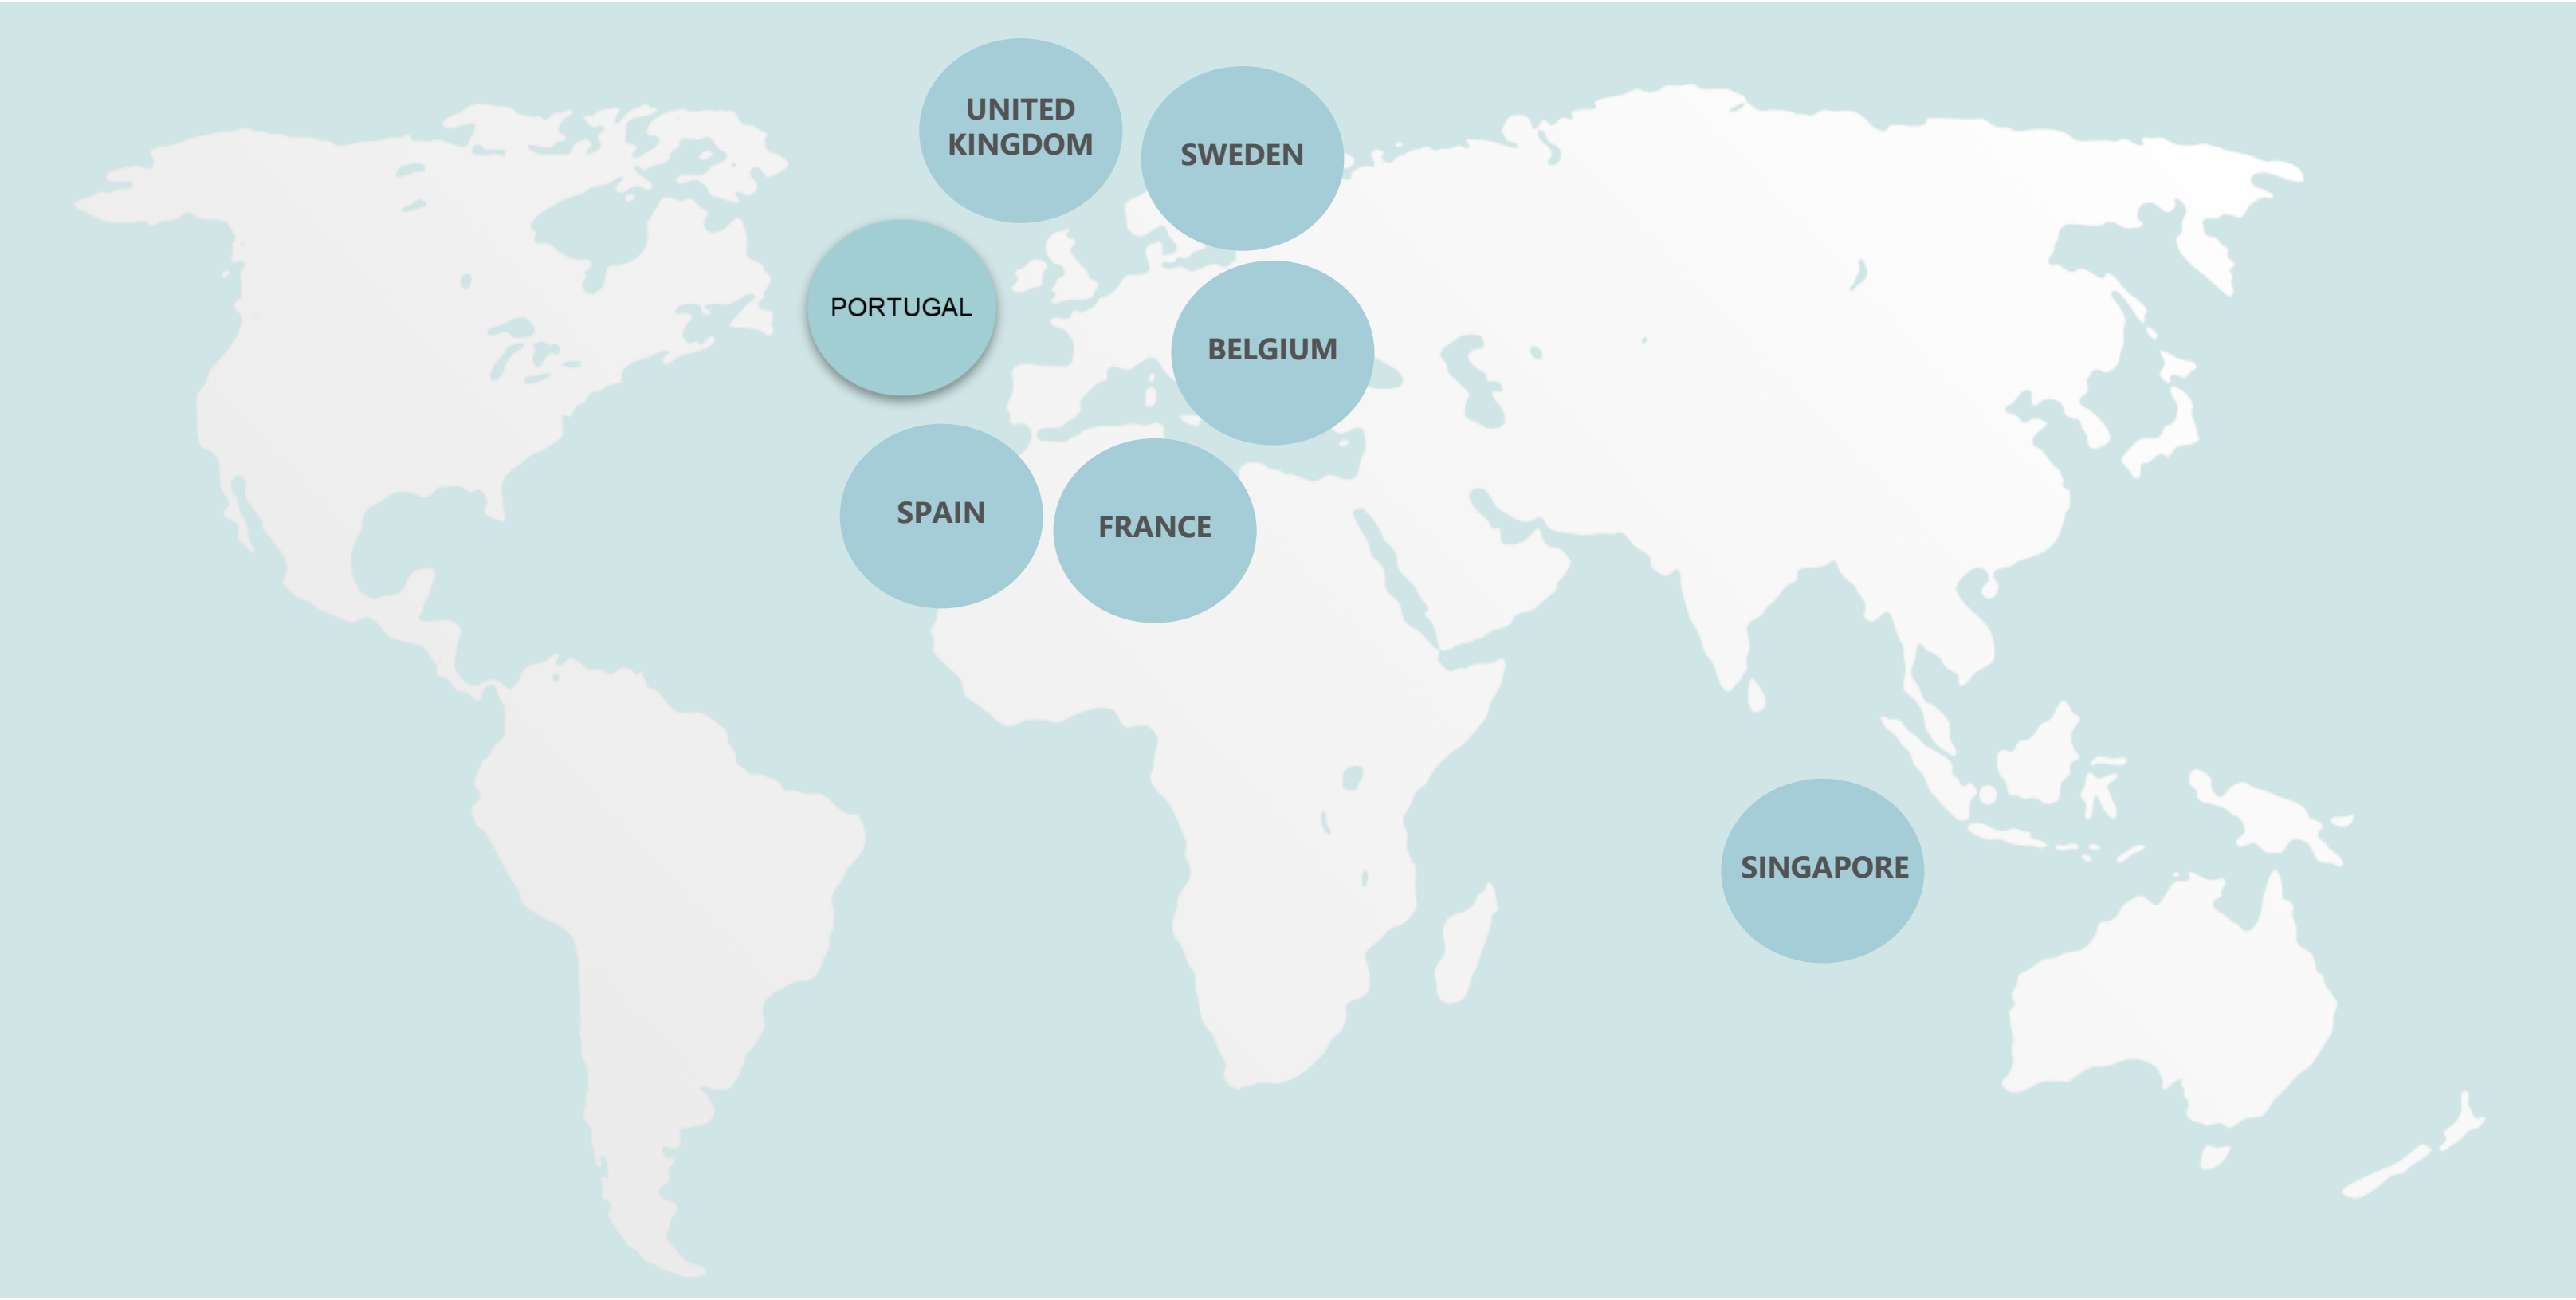 UNITED
KINGDOM
SWEDEN
PORTUGAL
BELGIUM
SPAIN
FRANCE
SINGAPORE